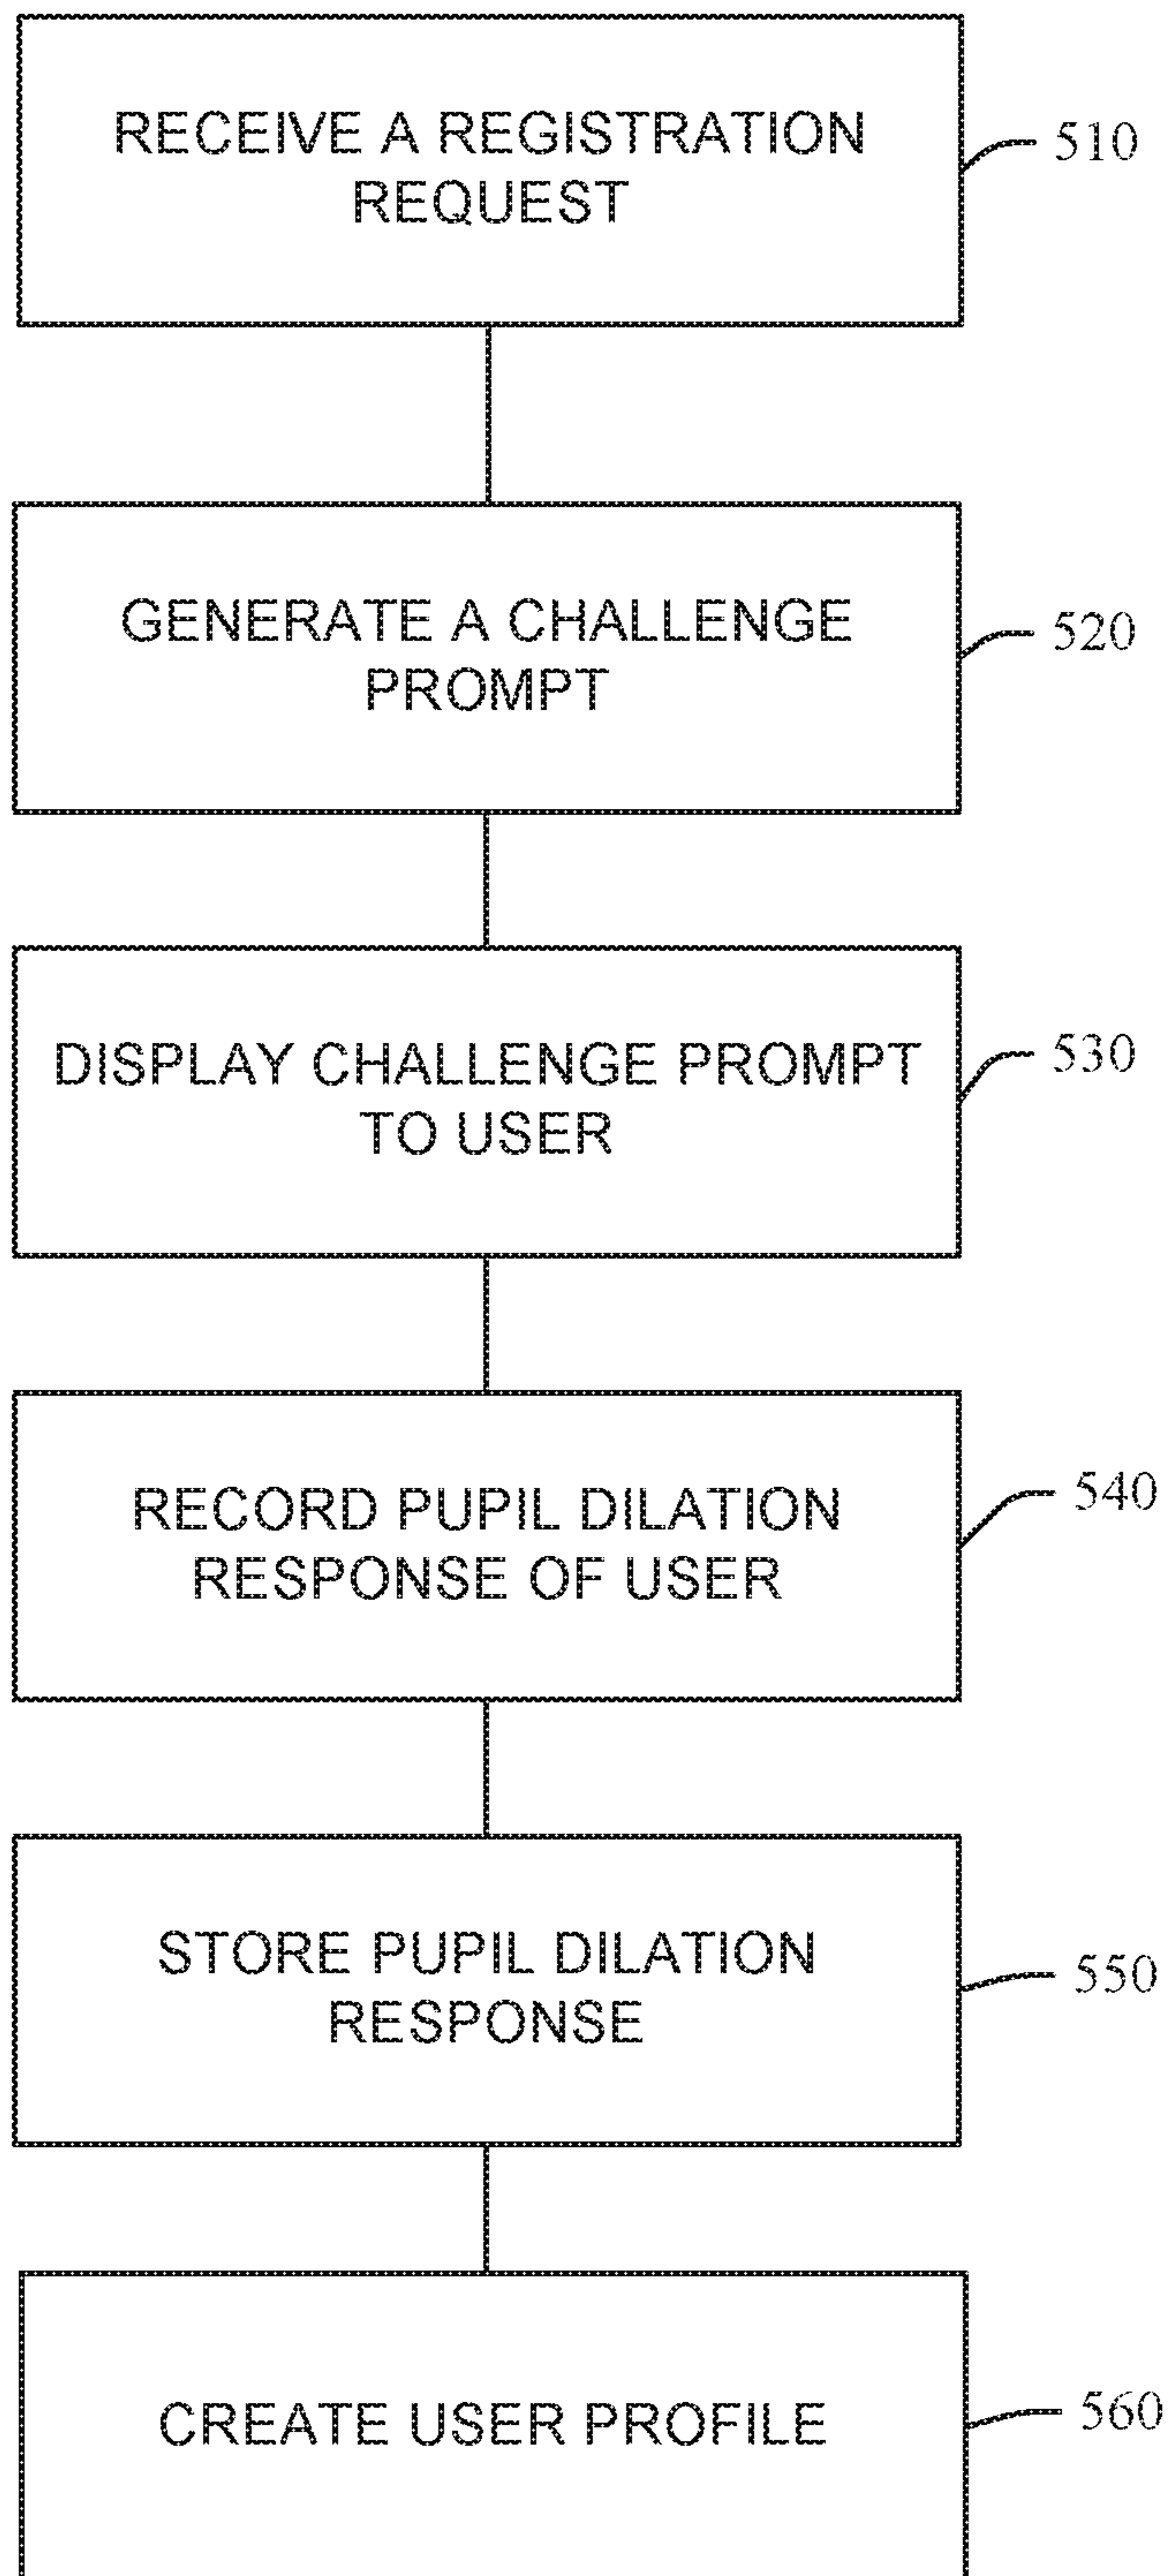 RECEIVE A REGISTRATION
REQUEST
510
GENERATE A CHALLENGE
PROMPT
520
DISPLAY CHALLENGE PROMPT
TO USER
530
RECORD PUPIL DILATION
RESPONSE OF USER
540
STORE PUPIL DILATION
RESPONSE
550
CREATE USER PROFILE
560